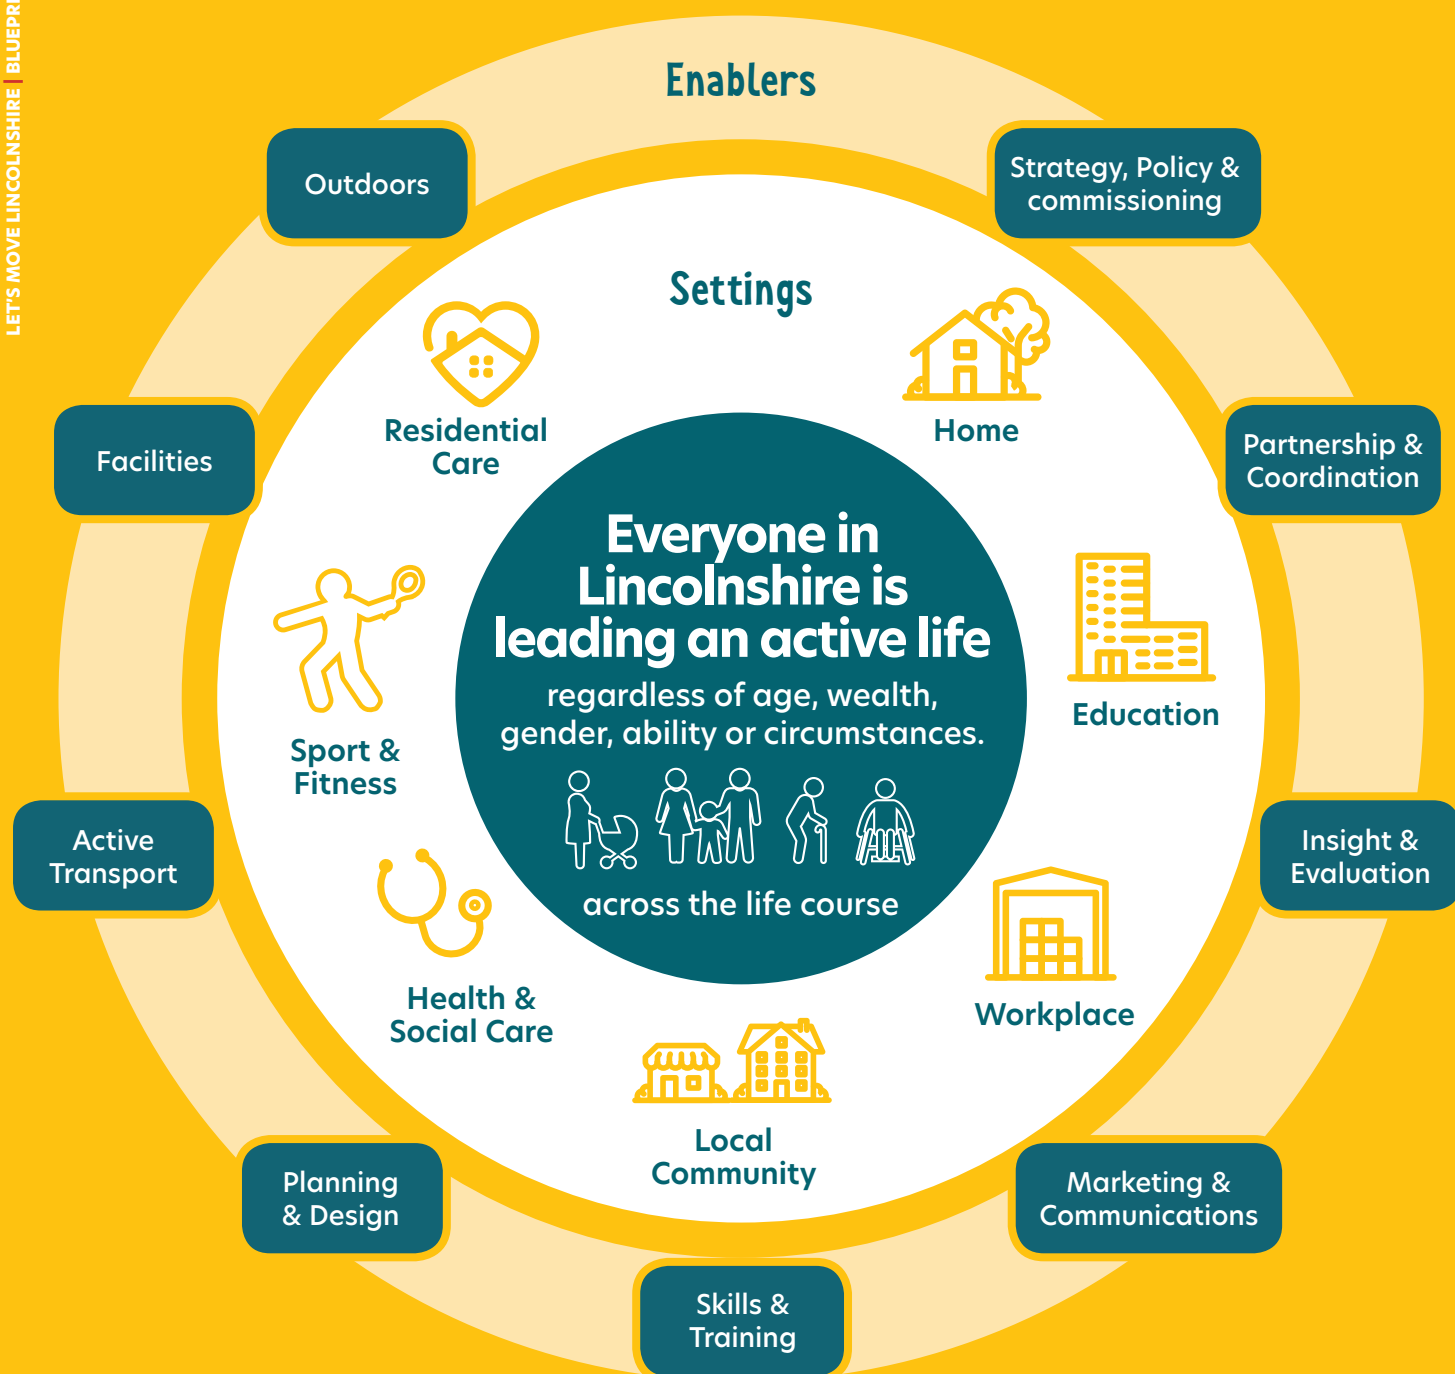 LET'S MOVE LINCOLNSHIRE | BLUEPRI
Enablers
Outdoors
Strategy, Policy &
commissioning
Settings
Residential
Care
Home
Facilities
Partnership &
Coordination
Everyone in
Lincolnshire is
leading an active life
regardless of age, wealth,
gender, ability or circumstances.
across the life course
Sport &
Fitness
Education
Active
Transport
Insight &
Evaluation
Health &
Social Care
Workplace
Local
Community
Planning
& Design
Marketing &
Communications
Skills &
Training